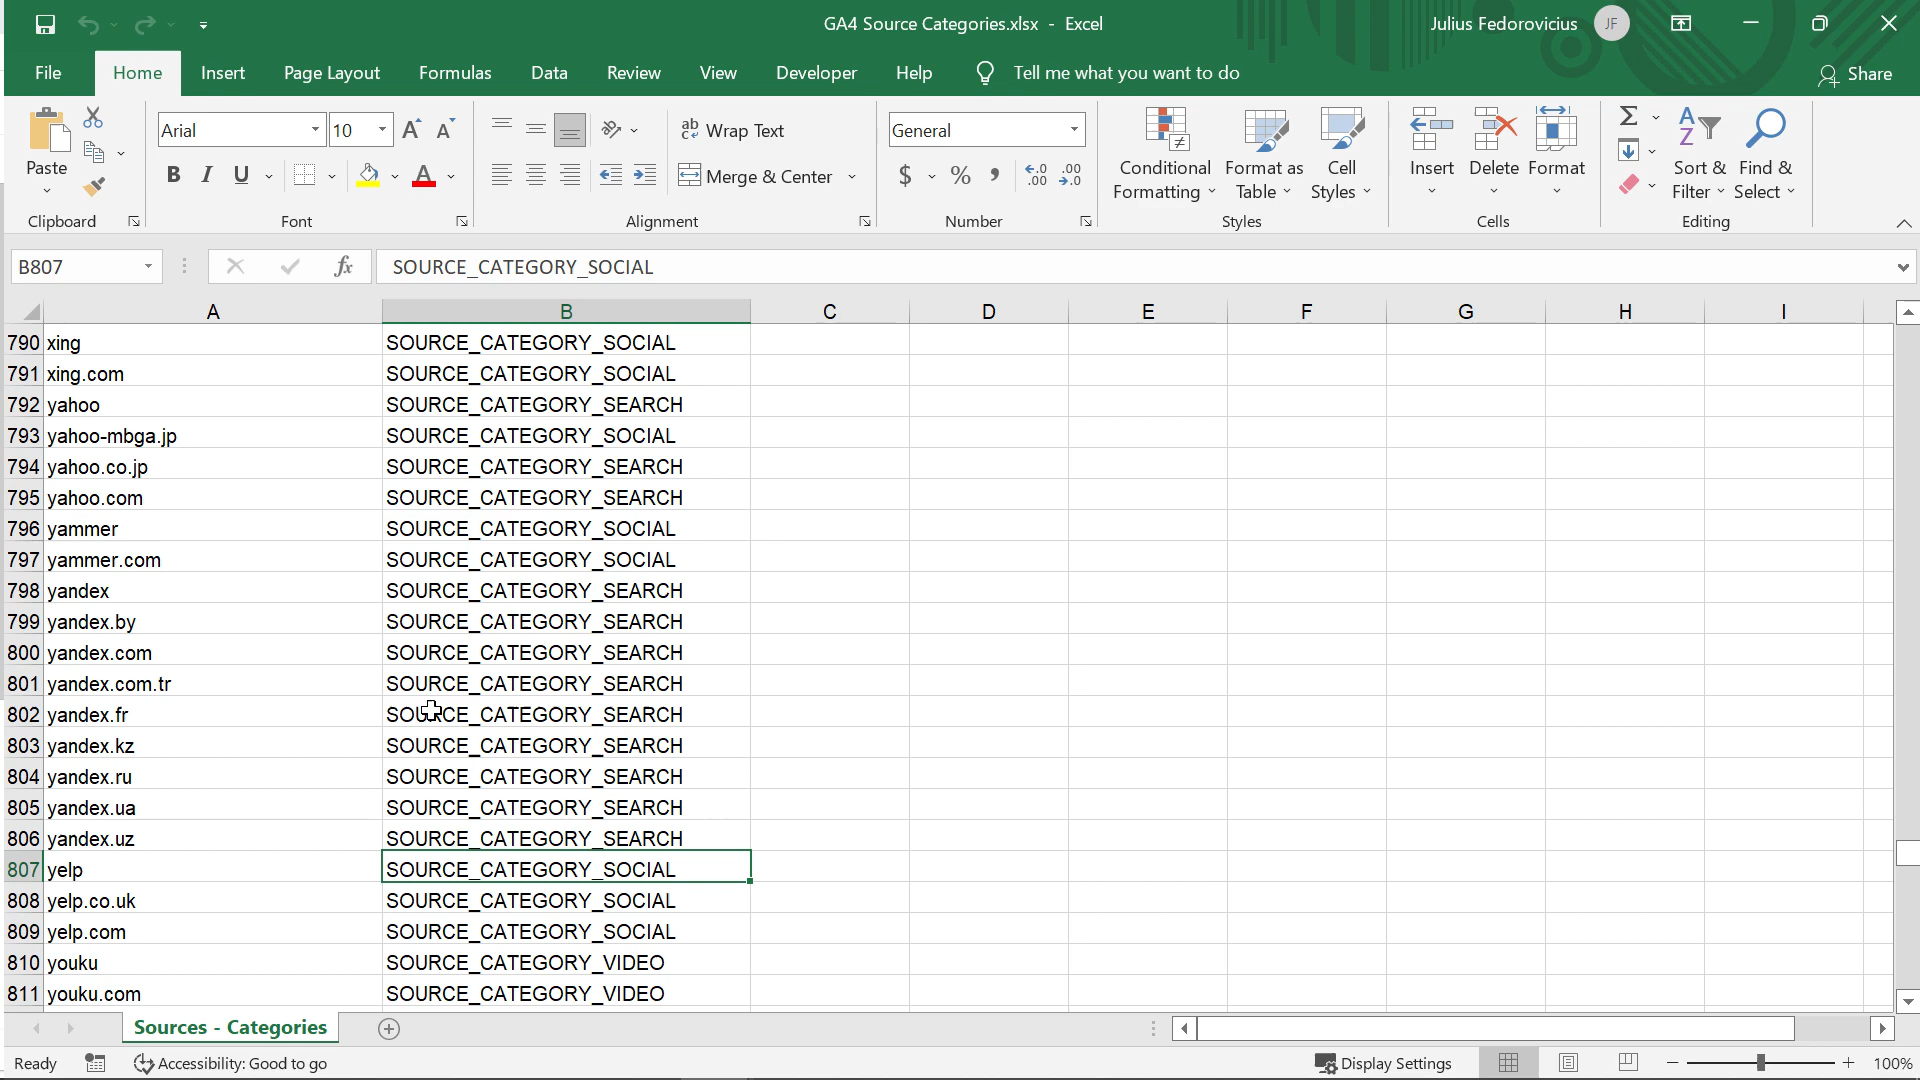 GA4 Source Categories.xlsx - Excel
Julius Fedorovicius JF
File Home Insert Page Layout Formulas Data Review View Developer Help Tell me what you want to do Share
Paste
Arial 10
Wrap Text
Merge & Center
General
Conditional Formatting
Format as Table
Cell Styles
Insert Delete Format
Sort & Filter
Find & Select
Clipboard Font Alignment Number Styles Cells Editing
B807 fx SOURCE_CATEGORY_SOCIAL
A B C D E F G H I
790 xing SOURCE_CATEGORY_SOCIAL
791 xing.com SOURCE_CATEGORY_SOCIAL
792 yahoo SOURCE_CATEGORY_SEARCH
793 yahoo-mbga.jp SOURCE_CATEGORY_SOCIAL
794 yahoo.co.jp SOURCE_CATEGORY_SEARCH
795 yahoo.com SOURCE_CATEGORY_SEARCH
796 yammer SOURCE_CATEGORY_SOCIAL
797 yammer.com SOURCE_CATEGORY_SOCIAL
798 yandex SOURCE_CATEGORY_SEARCH
799 yandex.by SOURCE_CATEGORY_SEARCH
800 yandex.com SOURCE_CATEGORY_SEARCH
801 yandex.com.tr SOURCE_CATEGORY_SEARCH
802 yandex.fr SOURCE_CATEGORY_SEARCH
803 yandex.kz SOURCE_CATEGORY_SEARCH
804 yandex.ru SOURCE_CATEGORY_SEARCH
805 yandex.ua SOURCE_CATEGORY_SEARCH
806 yandex.uz SOURCE_CATEGORY_SEARCH
807 yelp SOURCE_CATEGORY_SOCIAL
808 yelp.co.uk SOURCE_CATEGORY_SOCIAL
809 yelp.com SOURCE_CATEGORY_SOCIAL
810 youku SOURCE_CATEGORY_VIDEO
811 youku.com SOURCE_CATEGORY_VIDEO
Sources - Categories
Ready Accessibility: Good to go Display Settings 100%